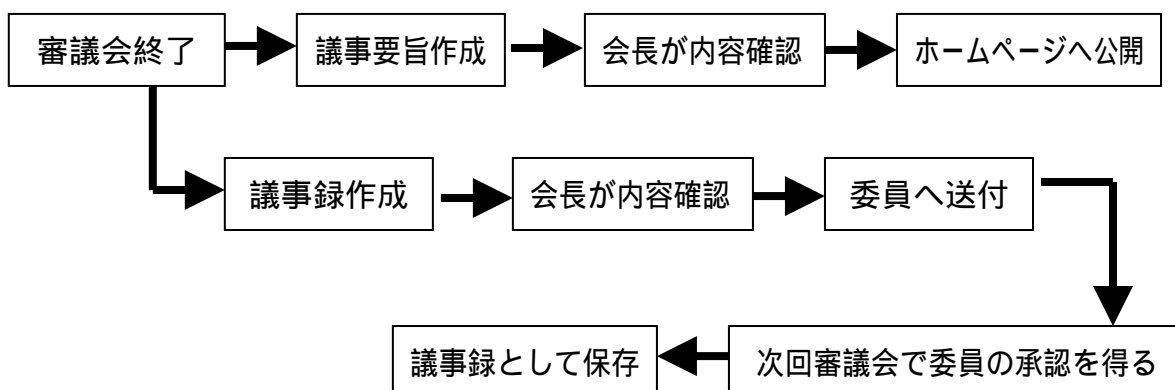 審議会終了
議事要旨作成
会長が内容確認
ホームページへ公開
議事録作成
会長が内容確認
委員へ送付
次回審議会で委員の承認を得る
議事録として保存